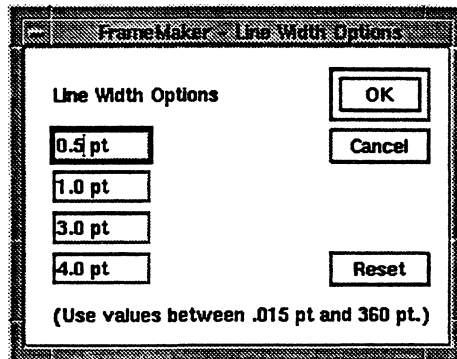 FrameMaker - Line Width Options
Line Width Options
OK
0.5 pt
Cancel
1.0 pt
3.0 pt
4.0 pt
Reset
(Use values between .015 pt and 360 pt.)